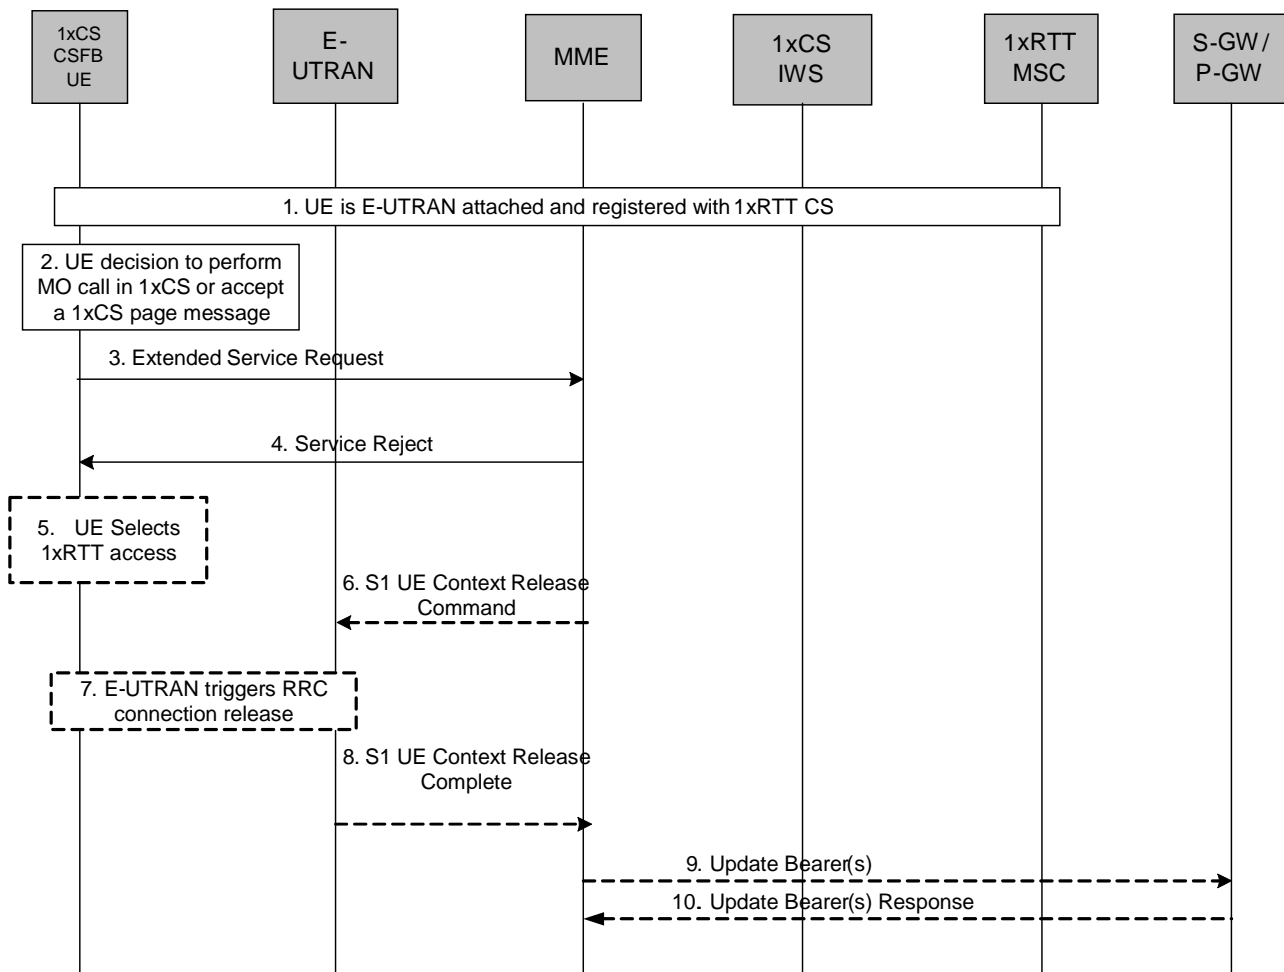 1xCS
CSFB
UE
E-
UTRAN
MME
1xCS
IWS
1xRTT
MSC
S-GW/
P-GW
1. UE is E-UTRAN attached and registered with 1xRTT CS
2. UE decision to perform
MO call in 1xCS or accept
a 1xCS page message
3. Extended Service Request
4. Service Reject
5. UE Selects
1xRTT access
6. S1 UE Context Release
Command
7. E-UTRAN triggers RRC
connection release
8. S1 UE Context Release
Complete
9. Update Bearer(s)
10. Update Bearer(s) Response